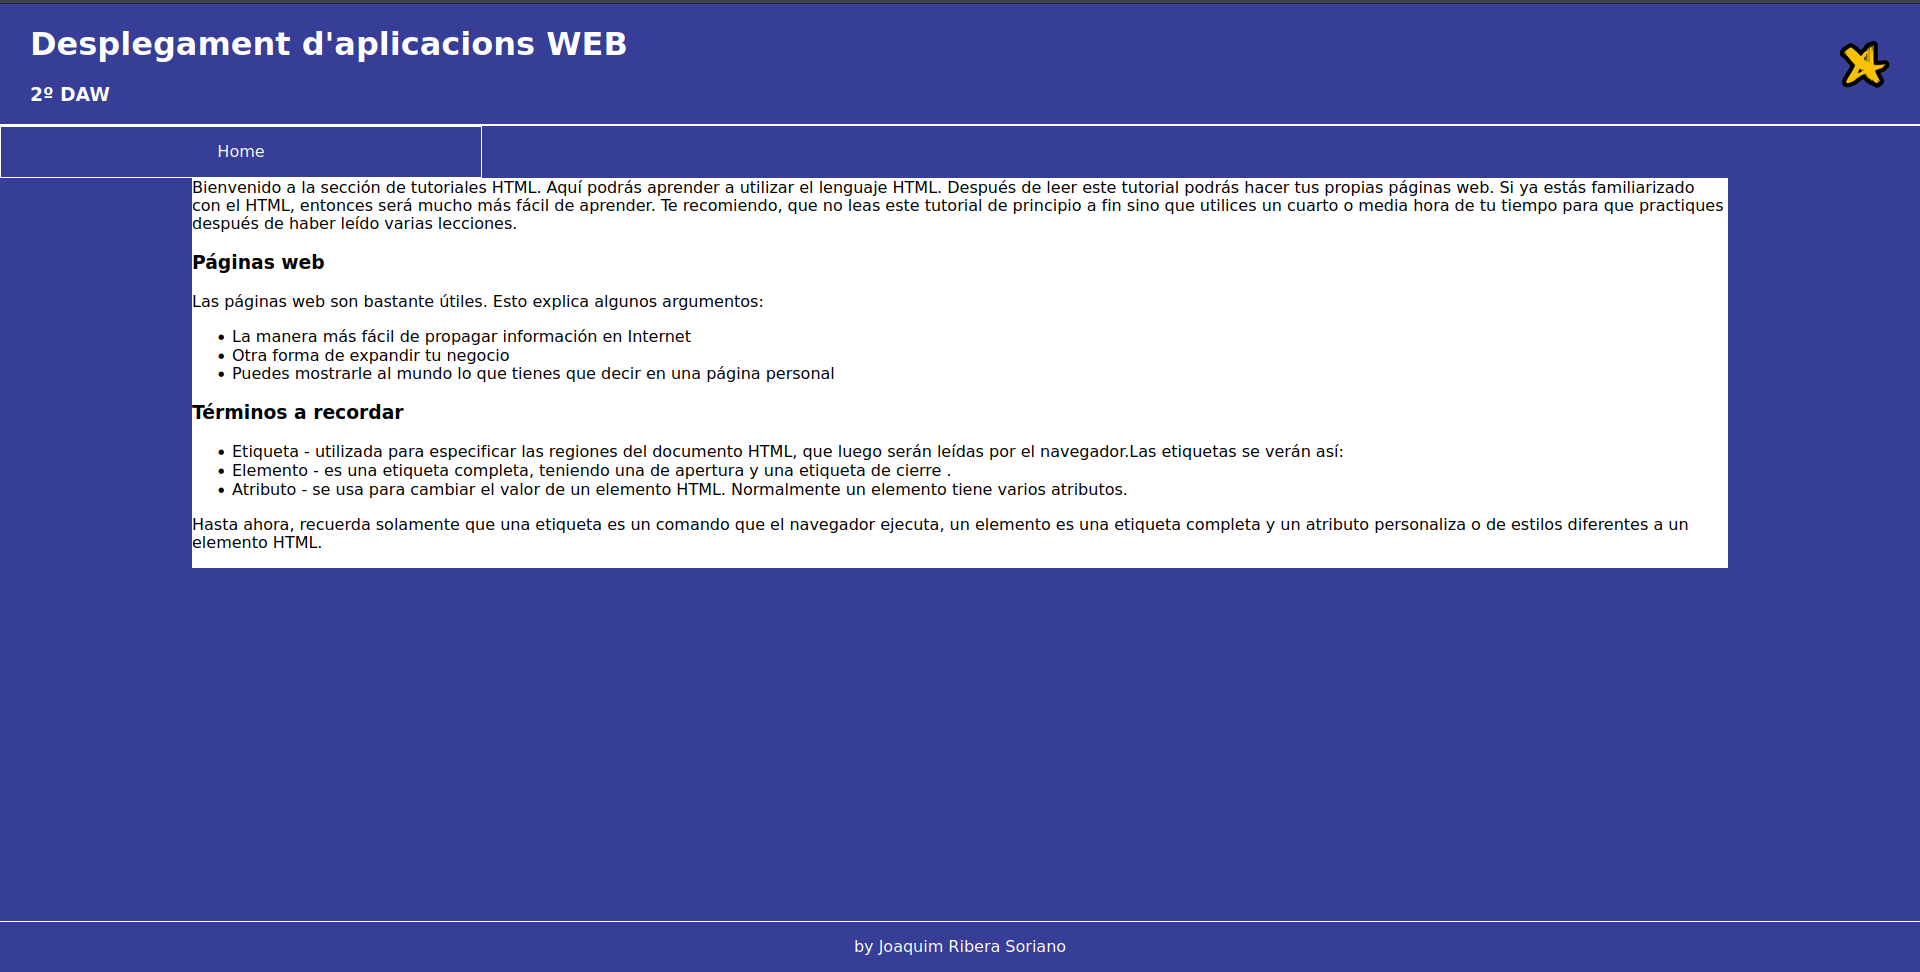 Desplegament d'aplicacions WEB
2º DAW
Home
Bienvenido a la sección de tutoriales HTML. Aquí podrás aprender a utilizar el lenguaje HTML. Después de leer este tutorial podrás hacer tus propias páginas web. Si ya estás familiarizado
con el HTML, entonces será mucho más fácil de aprender. Te recomiendo, que no leas este tutorial de principio a fin sino que utilices un cuarto o media hora de tu tiempo para que practiques
después de haber leído varias lecciones.
Páginas web
Las páginas web son bastante útiles. Esto explica algunos argumentos:
• La manera más fácil de propagar información en Internet
• Otra forma de expandir tu negocio
• Puedes mostrarle al mundo lo que tienes que decir en una página personal
Términos a recordar
• Etiqueta - utilizada para especificar las regiones del documento HTML, que luego serán leídas por el navegador.Las etiquetas se verán así:
• Elemento - es una etiqueta completa, teniendo una de apertura y una etiqueta de cierre .
• Atributo - se usa para cambiar el valor de un elemento HTML. Normalmente un elemento tiene varios atributos.
Hasta ahora, recuerda solamente que una etiqueta es un comando que el navegador ejecuta, un elemento es una etiqueta completa y un atributo personaliza o de estilos diferentes a un
elemento HTML.
by Joaquim Ribera Soriano